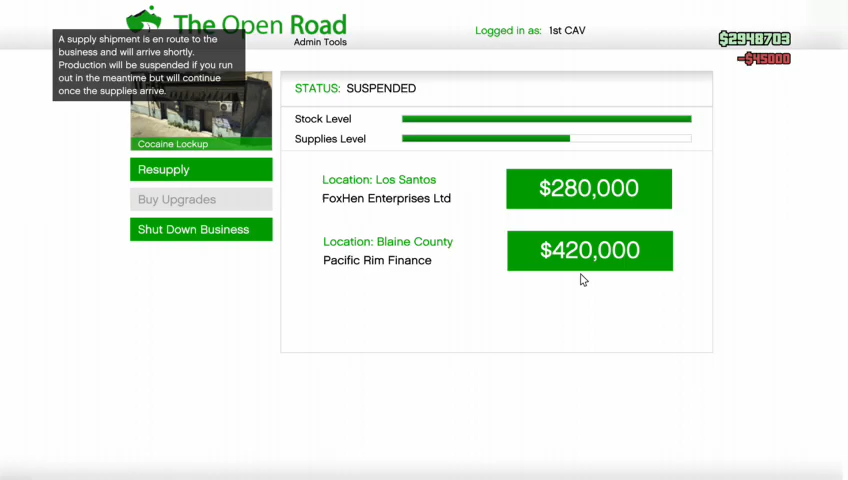 The Open Road
Admin Tools
Logged in as: 1st CAV
$2948703
-$45000
A supply shipment is en route to the
business and will arrive shortly.
Production will be suspended if you run
out in the meantime but will continue
once the supplies arrive.
Cocaine Lockup
Resupply
Buy Upgrades
Shut Down Business
STATUS: SUSPENDED
Stock Level
Supplies Level
Location: Los Santos
FoxHen Enterprises Ltd
$280,000
Location: Blaine County
Pacific Rim Finance
$420,000